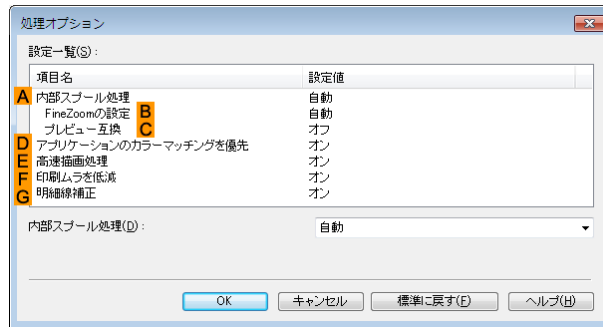 処理オプション
設定一覧(S):
項目名 設定値
A 内部スプール処理 自動
FineZoomの設定 B 自動
プレビュー互換 C オフ
D アプリケーションのカラーマッチングを優先 オン
E 高速描画処理 オン
F 印刷ムラを低減 オン
G 明細線補正 オン
内部スプール処理(D): 自動
OK キャンセル 標準に戻す(F) ヘルプ(H)